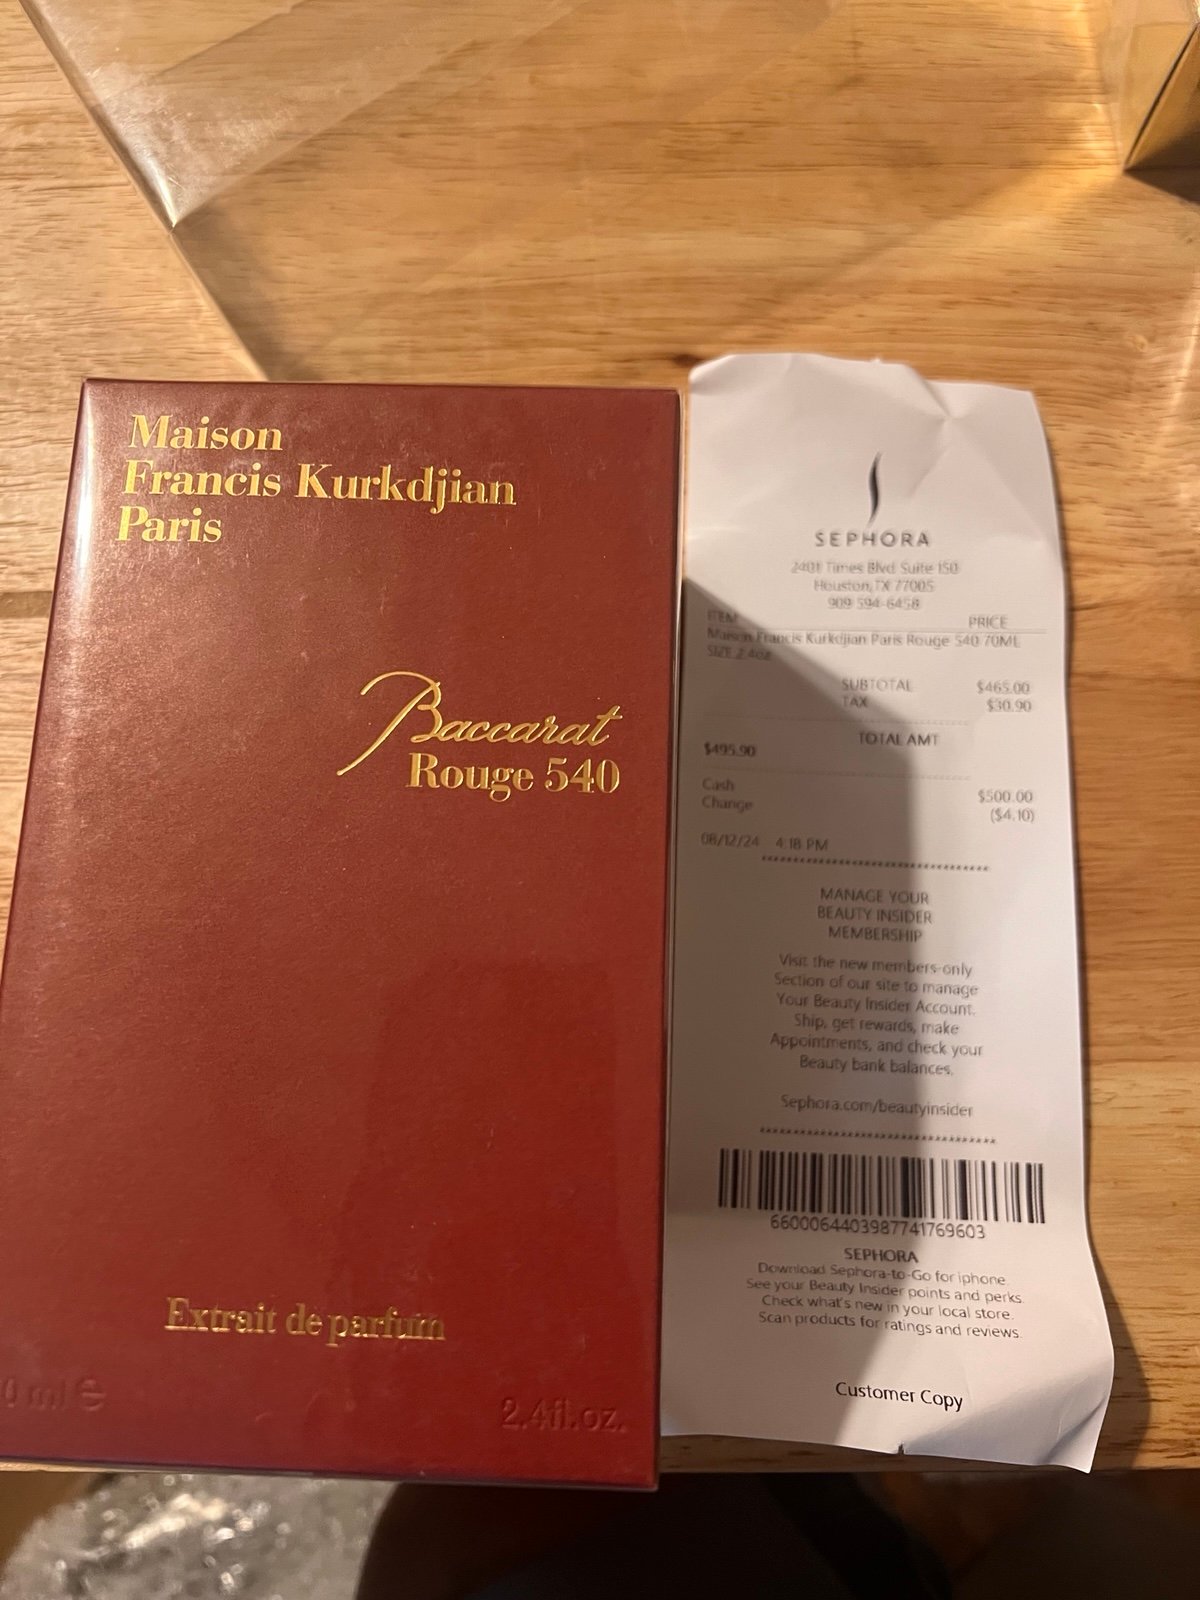 Maison
Francis Kurkdjian
Paris
Baccarat
Rouge 540
Extrait de parfum
0 ml ℮
2.4fl.oz.
SEPHORA
2401 Times Blvd Suite 150
Houston, TX 77005
909 594-6458
ITEM PRICE
Maison Francis Kurkdjian Paris Rouge 540 70ML
SIZE 2.4oz
SUBTOTAL $465.00
TAX $30.90
TOTAL AMT
$495.90
Cash $500.00
Change ($4.10)
08/12/24 4:18 PM
MANAGE YOUR
BEAUTY INSIDER
MEMBERSHIP
Visit the new members-only
Section of our site to manage
Your Beauty Insider Account.
Ship, get rewards, make
Appointments, and check your
Beauty bank balances.
Sephora.com/beautyinsider
6600064403987741769603
SEPHORA
Download Sephora-to-Go for iphone.
See your Beauty Insider points and perks.
Check what's new in your local store.
Scan products for ratings and reviews.
Customer Copy